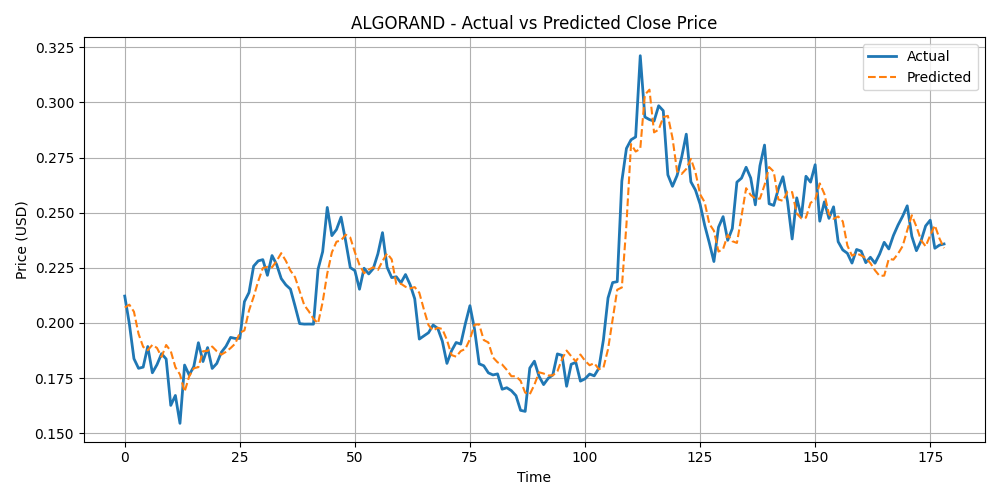 ALGORAND - Actual vs Predicted Close Price
Actual
Predicted
Price (USD)
0.325
0.300
0.275
0.250
0.225
0.200
0.175
0.150
0 25 50 75 100 125 150 175
Time